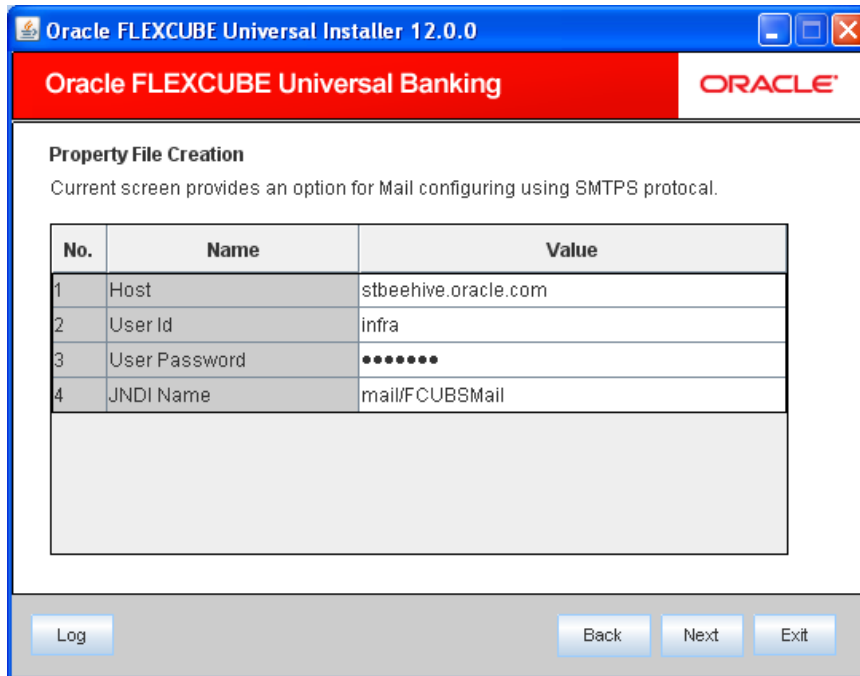 Oracle FLEXCUBE Universal Installer 12.0.0
Oracle FLEXCUBE Universal Banking
ORACLE
Property File Creation
Current screen provides an option for Mail configuring using SMTPS protocal.
No. Name Value
1 Host stbeehive.oracle.com
2 User Id infra
3 User Password •••••••
4 JNDI Name mail/FCUBSMail
Log Back Next Exit